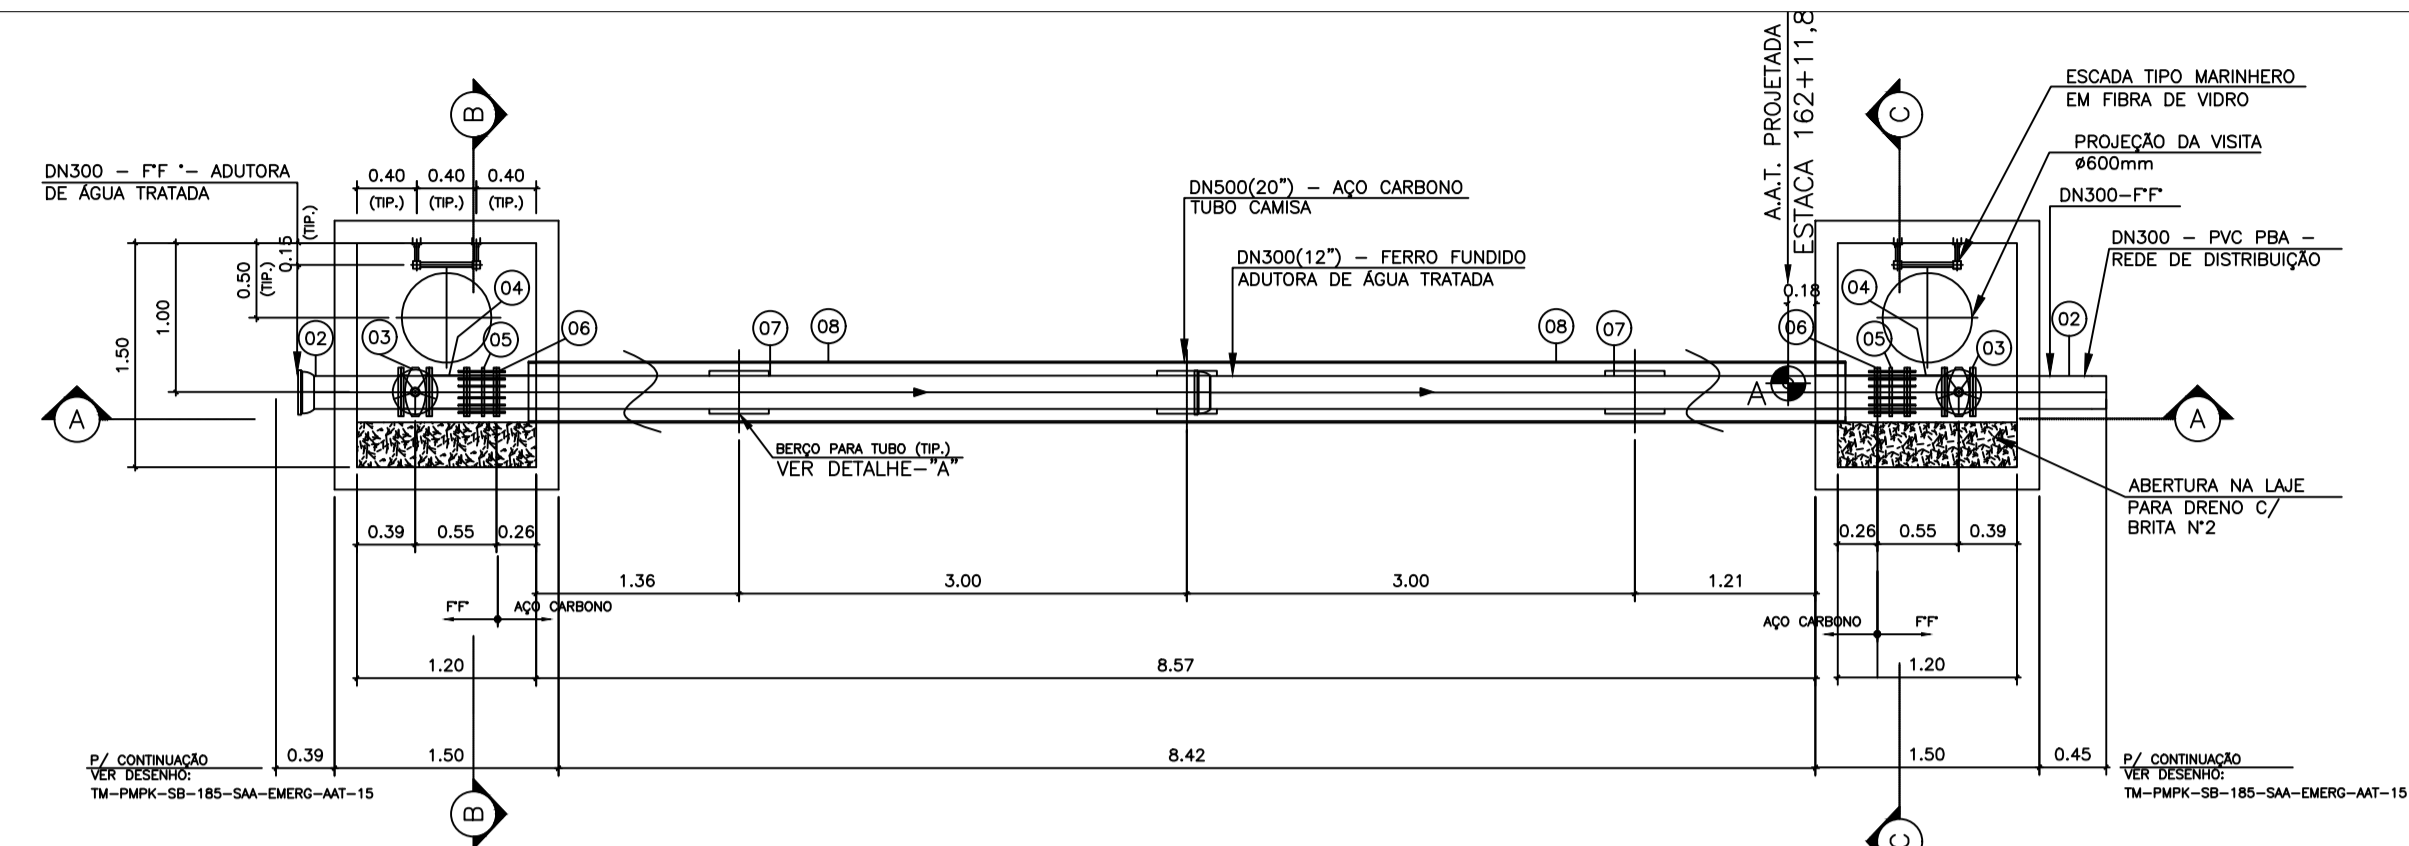 A.A.T. PROJETADA
ESTACA 162+11,8
B
C
ESCADA TIPO MARINHERO
EM FIBRA DE VIDRO
PROJEÇÃO DA VISITA
ø600mm
DN300 - F°F° - ADUTORA
DE ÁGUA TRATADA
0.40 0.40 0.40
(TIP.) (TIP.) (TIP.)
DN500(20") - AÇO CARBONO
TUBO CAMISA
DN300-F°F°
DN300 - PVC PBA -
REDE DE DISTRIBUIÇÃO
DN300(12") - FERRO FUNDIDO
ADUTORA DE ÁGUA TRATADA
0.15
(TIP.)
0.50
(TIP.)
1.00
1.50
0.18
04
04
02
03
05
06
07
08
08
07
06
05
03
02
A
A
A
BERÇO PARA TUBO (TIP.)
VER DETALHE-"A"
ABERTURA NA LAJE
PARA DRENO C/
BRITA N°2
0.39 0.55 0.26
0.26 0.55 0.39
1.36 3.00 3.00 1.21
F°F° AÇO CARBONO
AÇO CARBONO F°F°
1.20 8.57 1.20
0.39 1.50 8.42 1.50 0.45
P/ CONTINUAÇÃO
VER DESENHO:
TM-PMPK-SB-185-SAA-EMERG-AAT-15
P/ CONTINUAÇÃO
VER DESENHO:
TM-PMPK-SB-185-SAA-EMERG-AAT-15
B
C